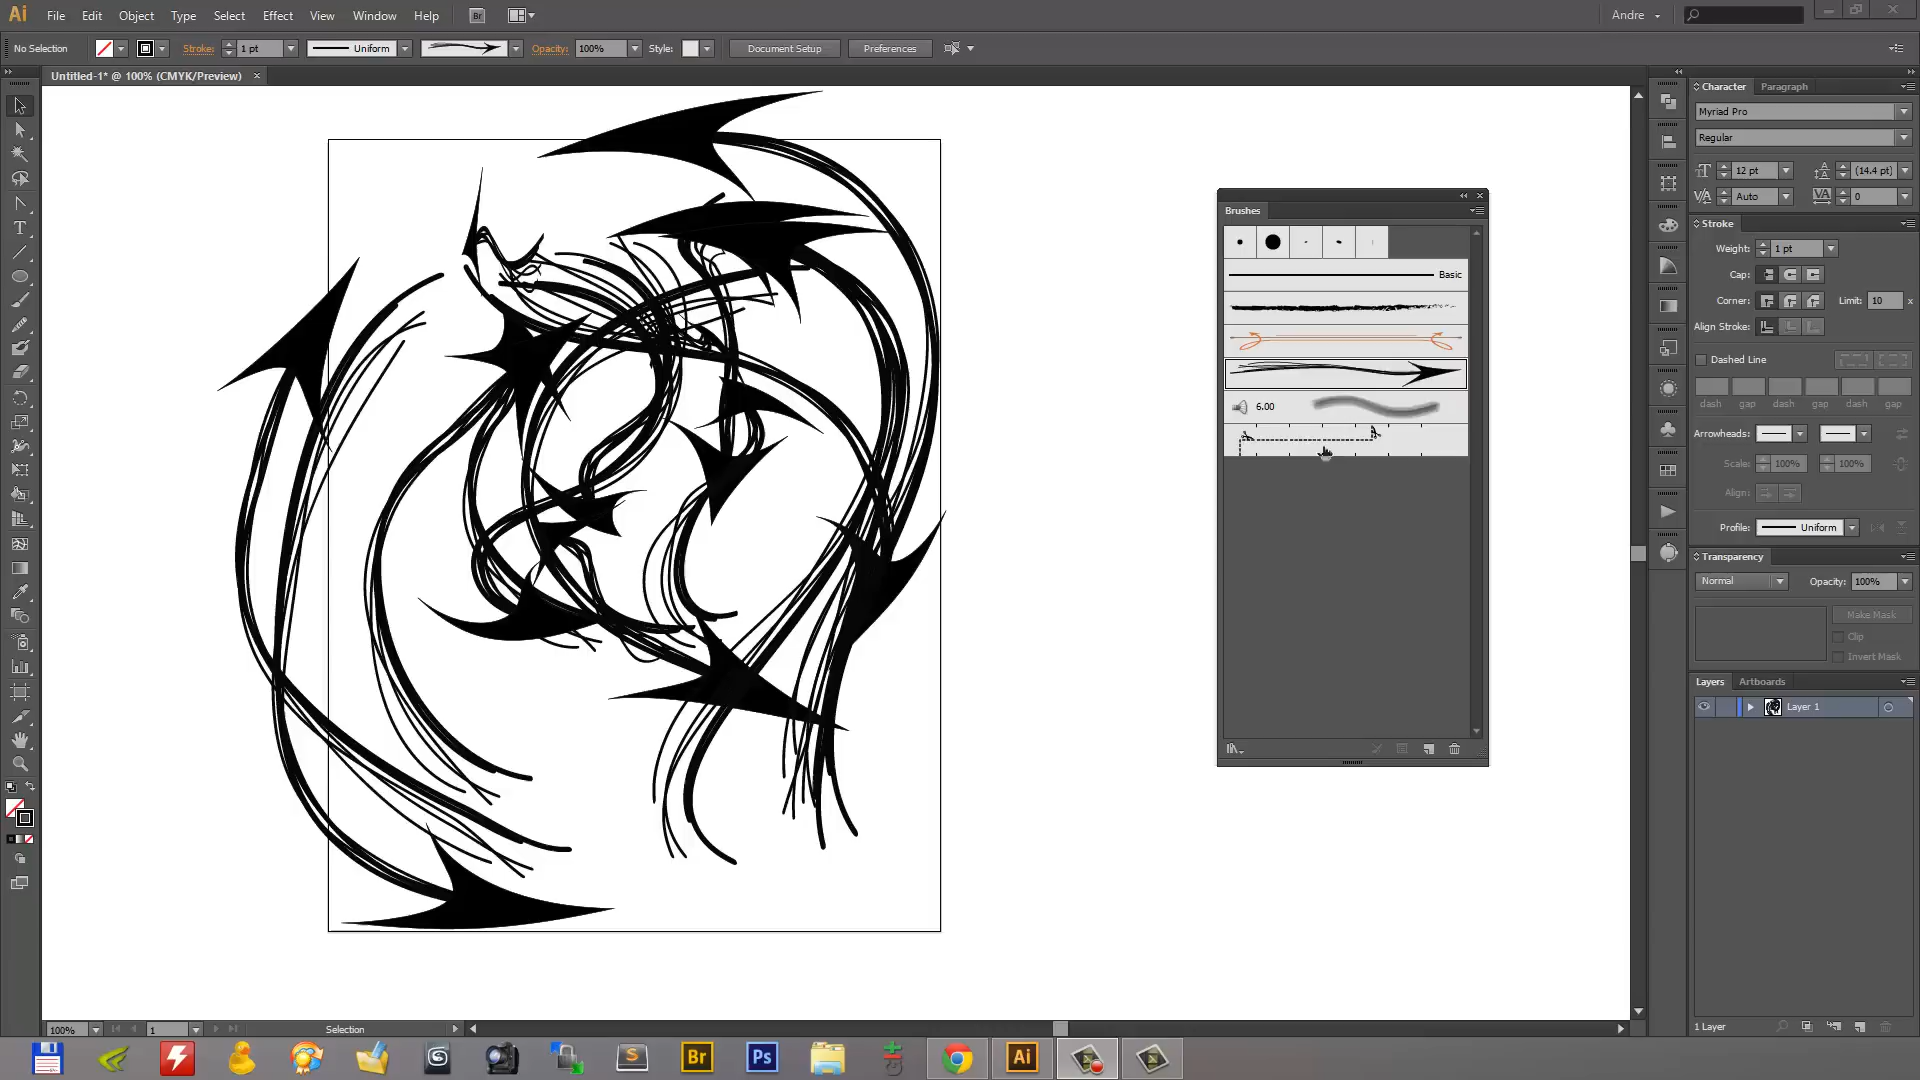 Ai File Edit Object Type Select Effect View Window Help Br Andre
No Selection Stroke: 1 pt Uniform Opacity: 100% Style: Document Setup Preferences
Untitled-1* @ 100% (CMYK/Preview)
Character Paragraph
Myriad Pro
Regular
12 pt (14.4 pt)
Auto 0
Stroke
Weight: 1 pt
Cap:
Corner: Limit: 10 x
Align Stroke:
Dashed Line
dash gap dash gap dash gap
Arrowheads:
Scale: 100% 100%
Align:
Profile: Uniform
Transparency
Normal Opacity: 100%
Make Mask
Clip
Invert Mask
Layers Artboards
Layer 1
1 Layer
Brushes
Basic
6.00
100% 1 Selection
S Br Ps Ai